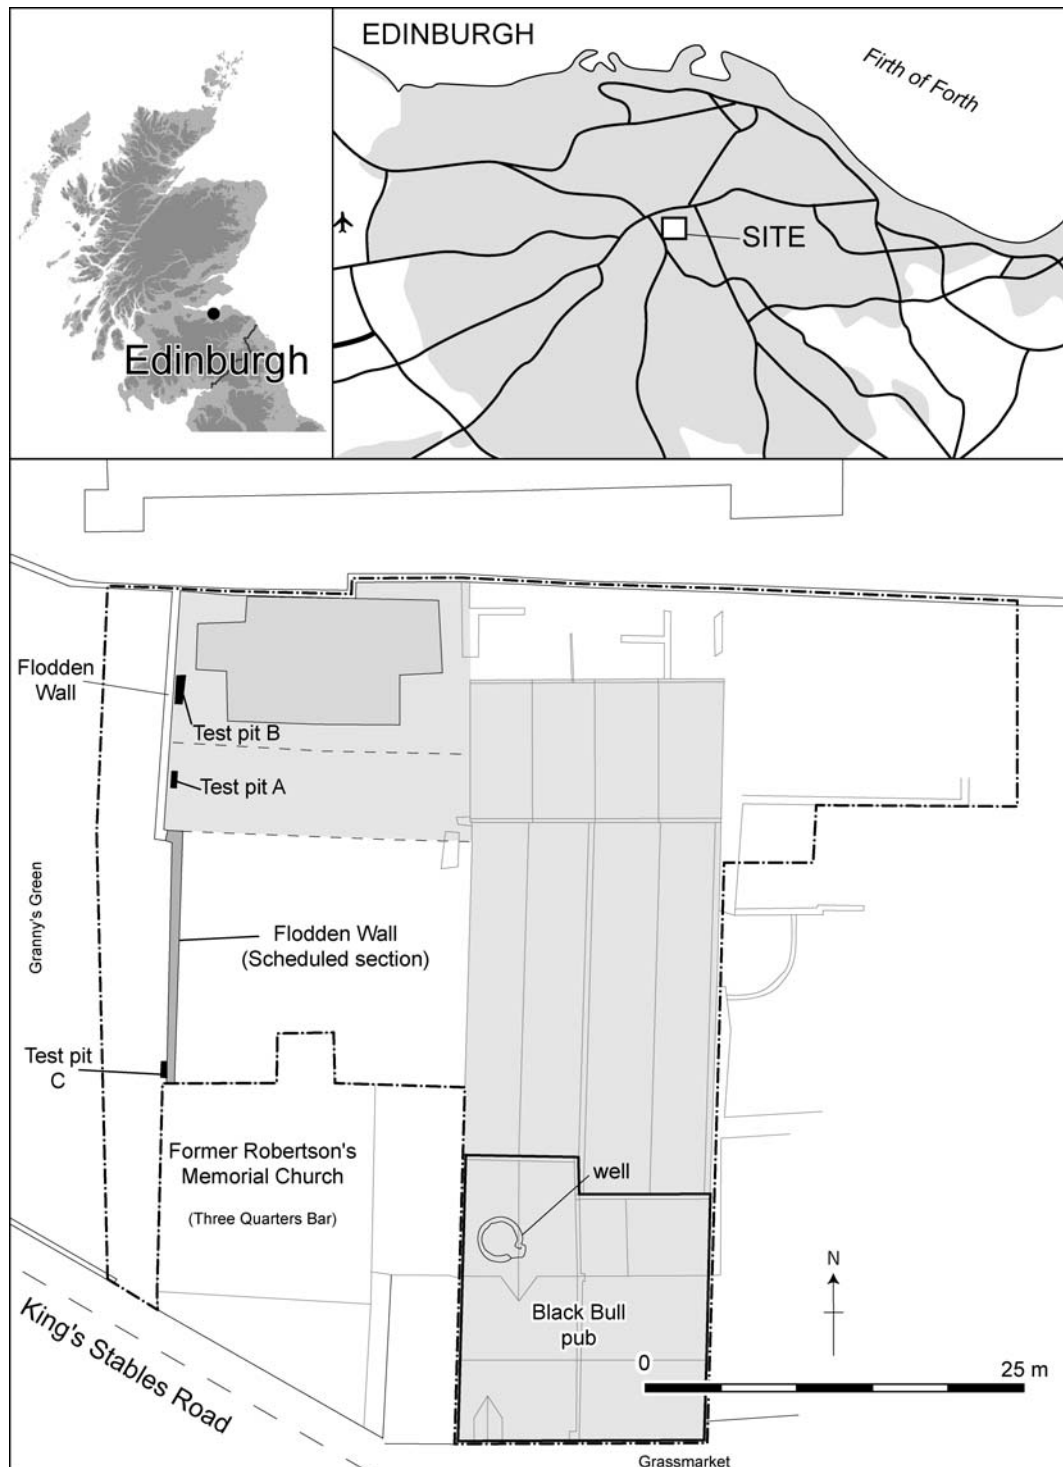 EDINBURGH
Firth of Forth
SITE
Edinburgh
Flodden
Wall
Test pit B
Test pit A
Granny's Green
Flodden Wall
(Scheduled section)
Test pit
C
Former Robertson's
Memorial Church
(Three Quarters Bar)
well
N
Black Bull
pub
0
25 m
King's Stables Road
Grassmarket